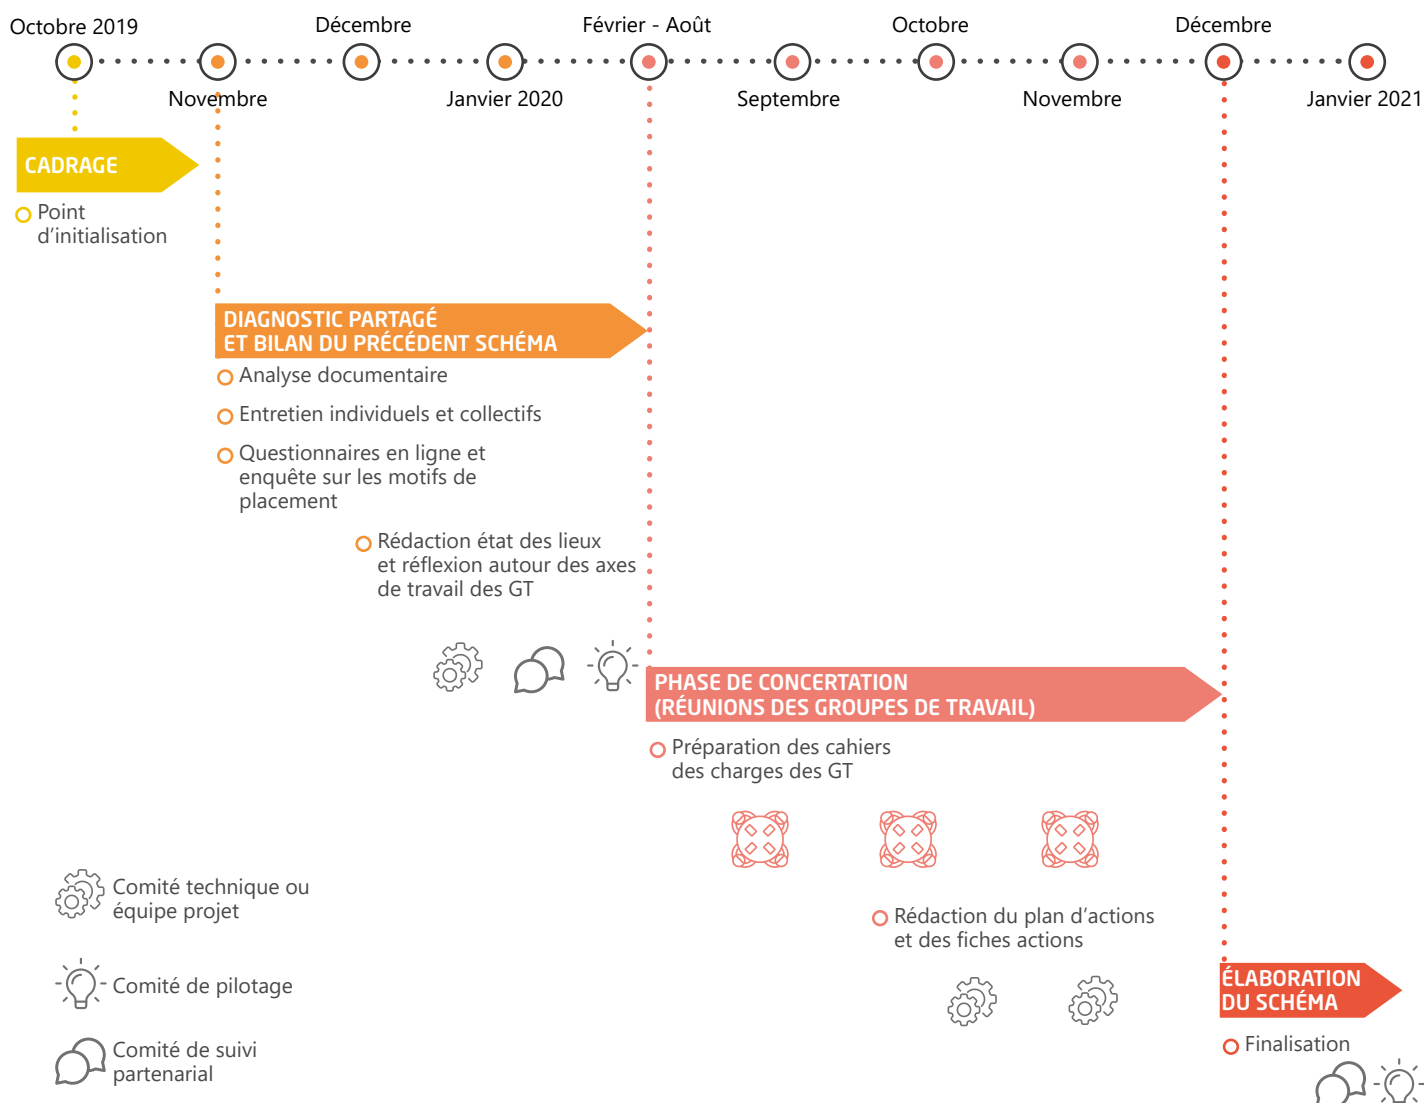 Octobre 2019
Décembre
Février - Août
Octobre
Décembre
Novembre
Janvier 2020
Septembre
Novembre
Janvier 2021
CADRAGE
Point
d’initialisation
DIAGNOSTIC PARTAGÉ
ET BILAN DU PRÉCÉDENT SCHÉMA
Analyse documentaire
Entretien individuels et collectifs
Questionnaires en ligne et
enquête sur les motifs de
placement
Rédaction état des lieux
et réflexion autour des axes
de travail des GT
PHASE DE CONCERTATION
(RÉUNIONS DES GROUPES DE TRAVAIL)
Préparation des cahiers
des charges des GT
Rédaction du plan d’actions
et des fiches actions
ÉLABORATION
DU SCHÉMA
Finalisation
Comité technique ou
équipe projet
Comité de pilotage
Comité de suivi
partenarial